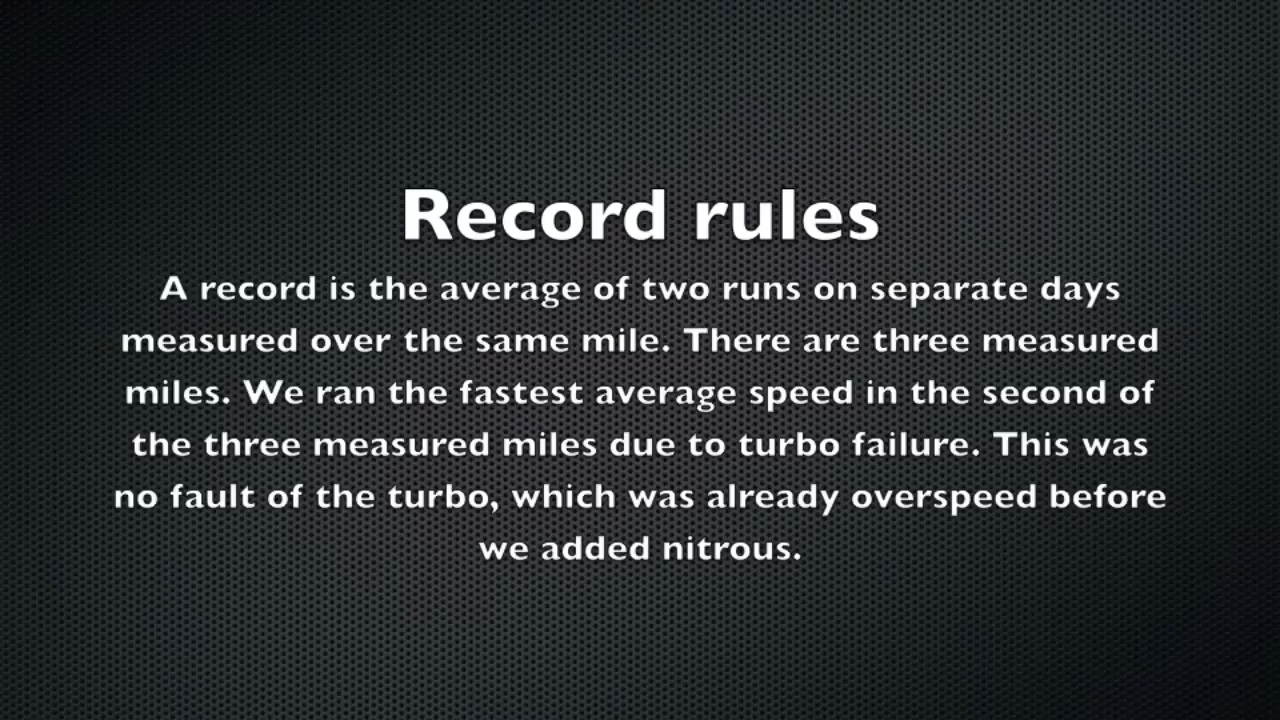 Record rules
A record is the average of two runs on separate days
measured over the same mile. There are three measured
miles. We ran the fastest average speed in the second of
the three measured miles due to turbo failure. This was
no fault of the turbo, which was already overspeed before
we added nitrous.